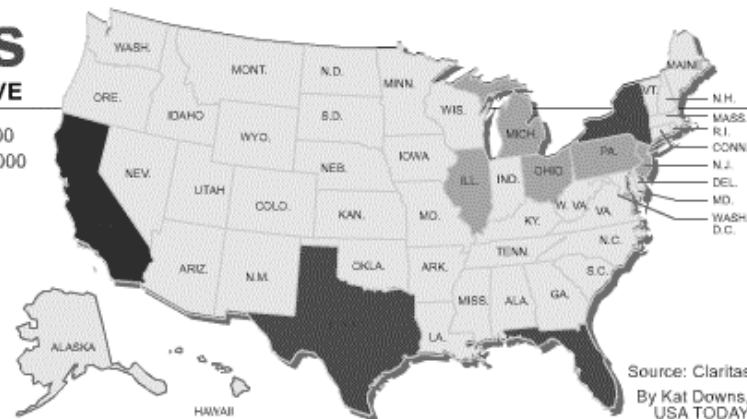 S
VE
00
000
WASH.
MONT.
N.D.
MINN.
MAINE
VT.
N.H.
ORE.
IDAHO
S.D.
WIS.
MICH.
MASS.
R.I.
WYO.
CONN.
IOWA
PA.
N.J.
NEV.
NEB.
ILL.
IND.
OHIO
DEL.
UTAH
COLO.
W. VA.
VA.
MD.
KAN.
MO.
KY.
WASH.
D.C.
N.C.
TENN.
ARIZ.
N.M.
OKLA.
ARK.
S.C.
MISS.
ALA.
GA.
LA.
ALASKA
HAWAII
Source: Claritas
By Kat Downs,
USA TODAY